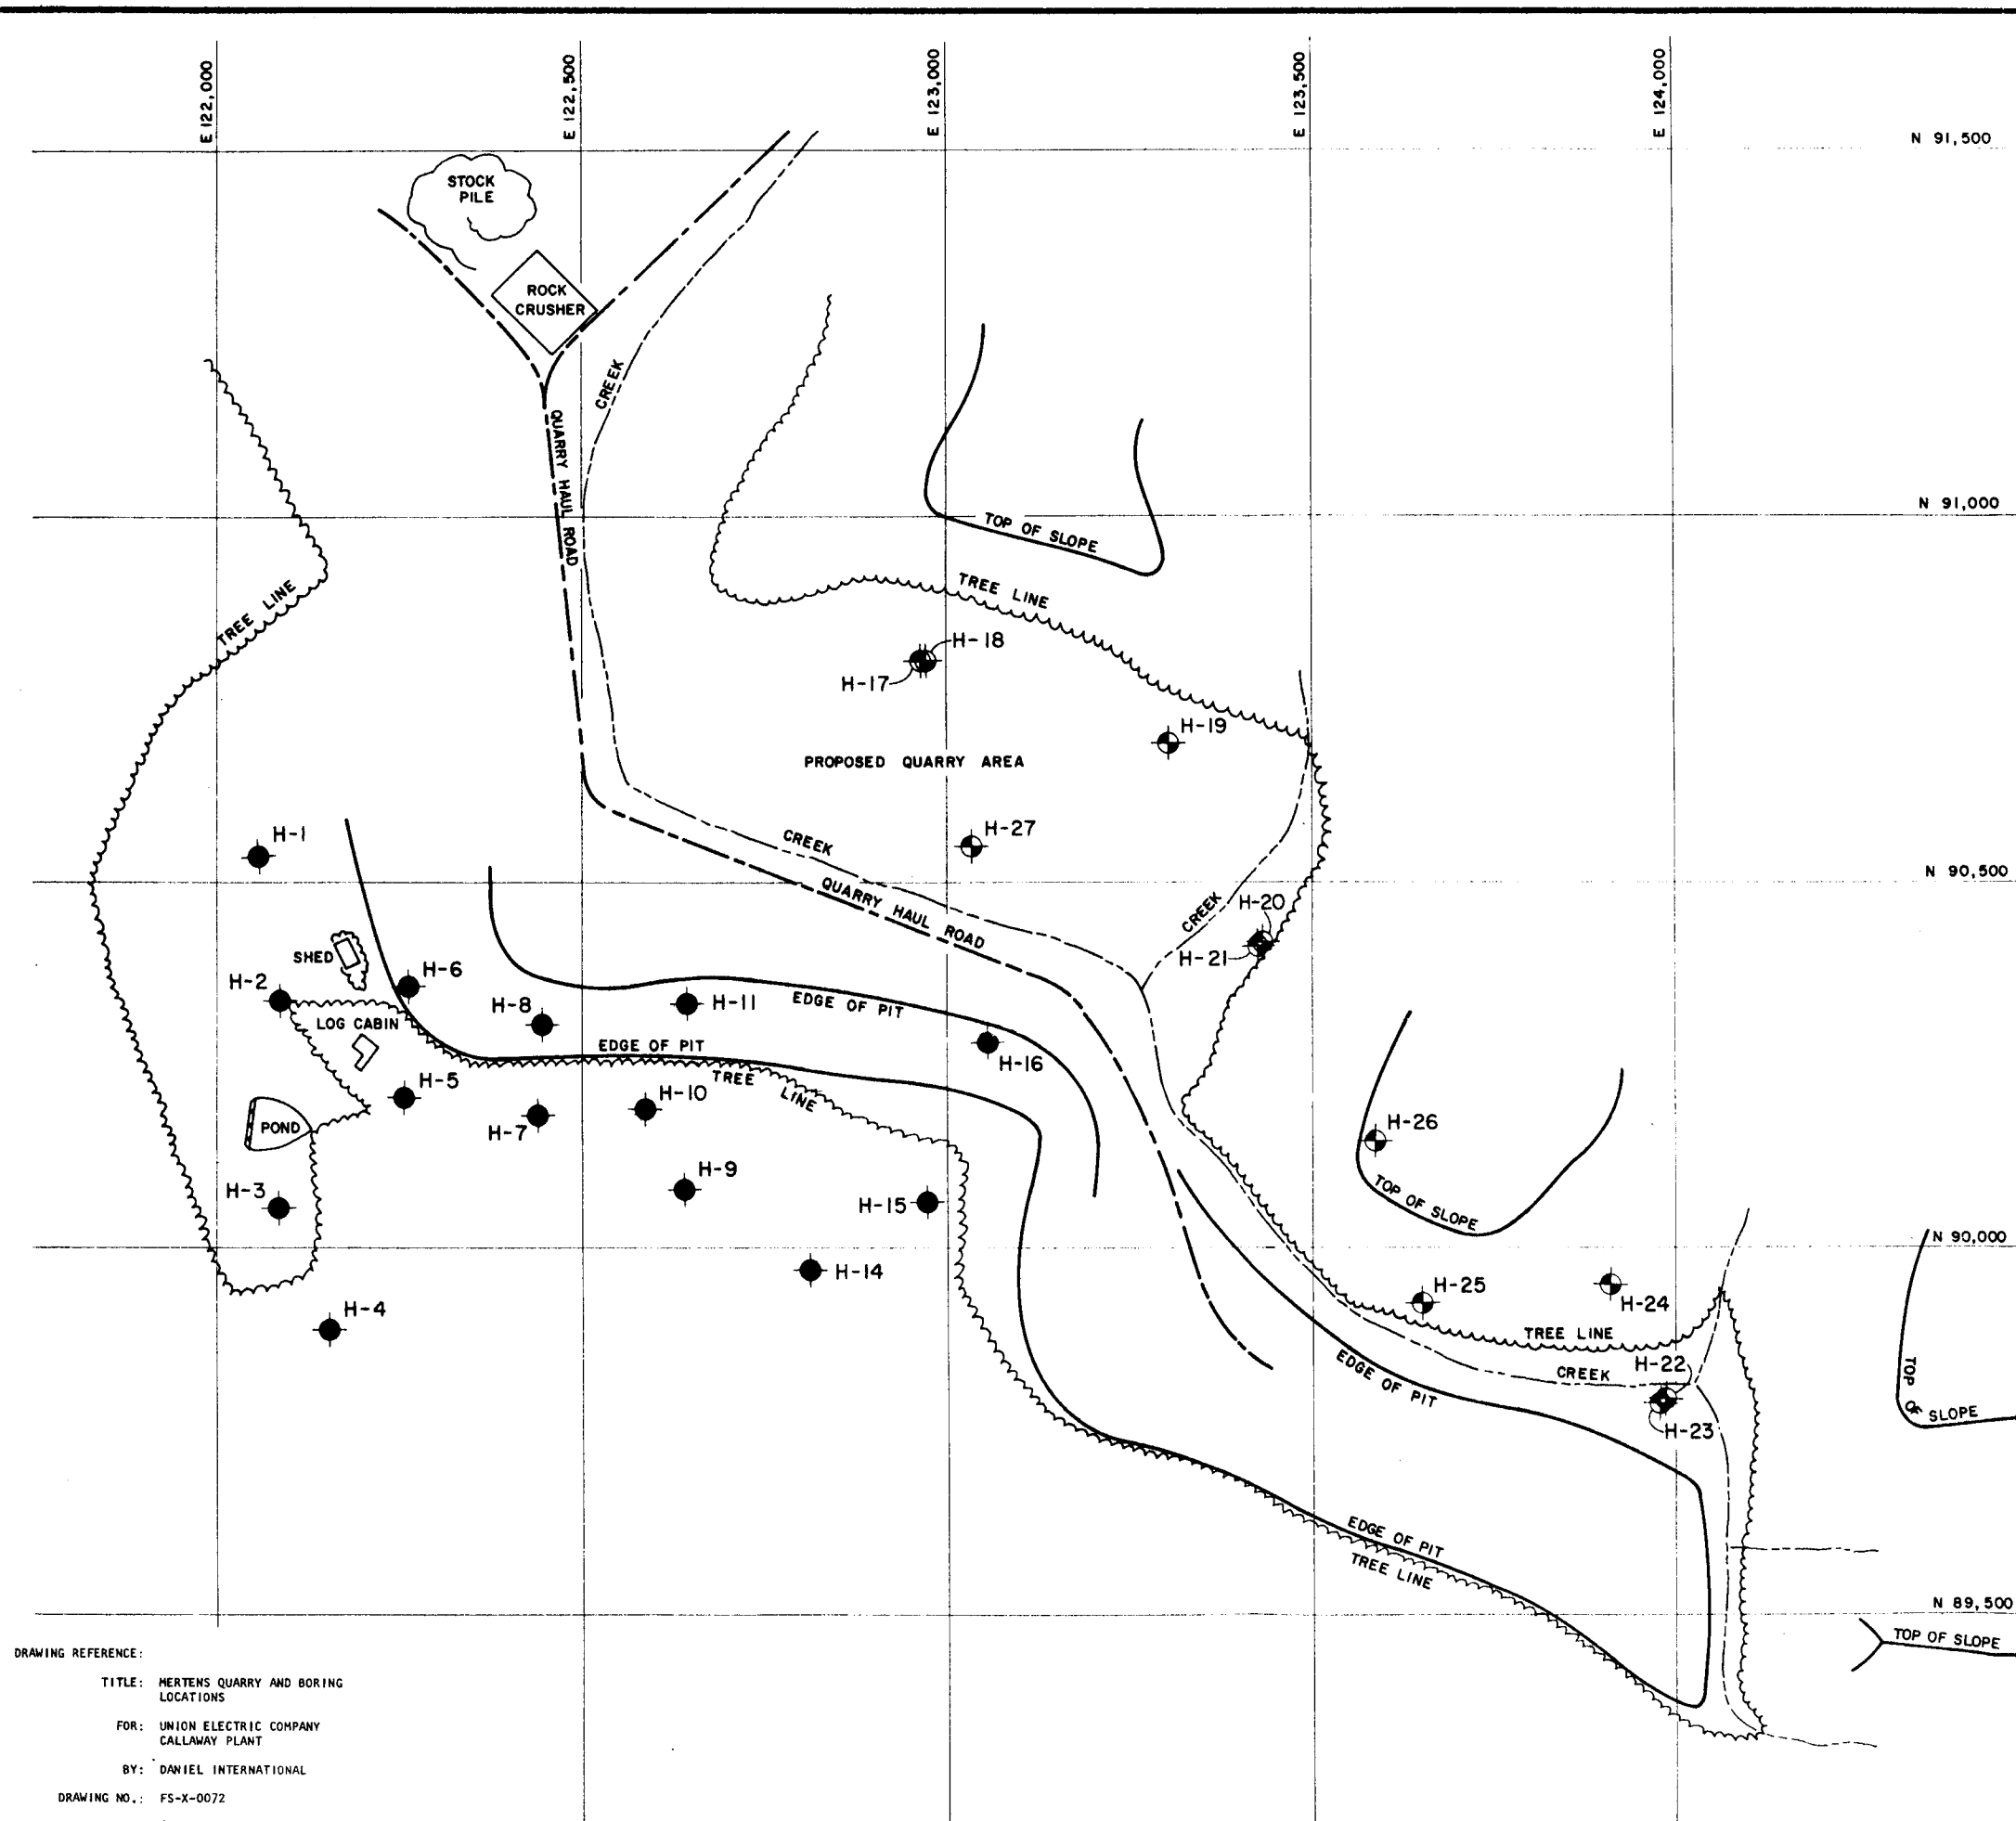 E 122,000
E 122,500
E 123,000
E 123,500
E 124,000
N 91,500
STOCK
PILE
ROCK
CRUSHER
CREEK
QUARRY HAUL ROAD
N 91,000
TOP OF SLOPE
TREE LINE
TREE LINE
H-18
H-17
H-19
PROPOSED QUARRY AREA
H-1
H-27
CREEK
N 90,500
QUARRY HAUL ROAD
CREEK
H-20
H-21
SHED
H-6
H-2
H-8
H-11
EDGE OF PIT
LOG CABIN
EDGE OF PIT
H-16
TREE LINE
H-5
H-10
POND
H-7
H-26
H-9
H-3
H-15
TOP OF SLOPE
N 90,000
H-14
H-25
H-24
H-4
TREE LINE
H-22
CREEK
EDGE OF PIT
TOP OF SLOPE
H-23
EDGE OF PIT
TREE LINE
N 89,500
TOP OF SLOPE
DRAWING REFERENCE:
TITLE: MERTENS QUARRY AND BORING
LOCATIONS
FOR: UNION ELECTRIC COMPANY
CALLAWAY PLANT
BY: DANIEL INTERNATIONAL
DRAWING NO.: FS-X-0072